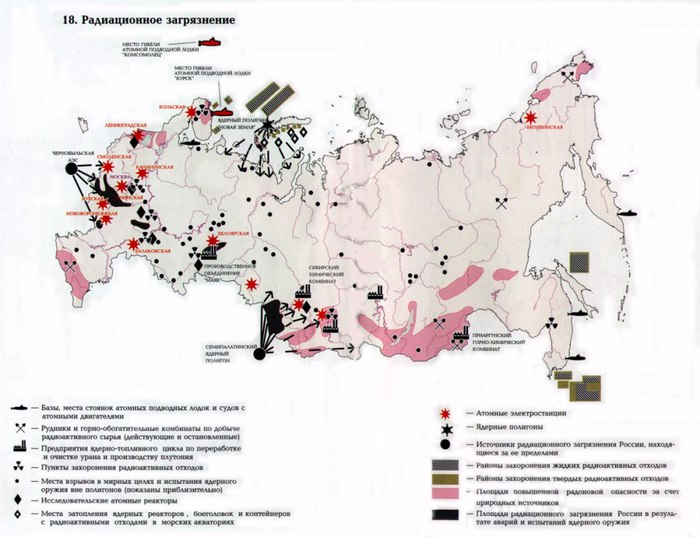 18. Радиационное загрязнение
МЕСТО ГИБЕЛИ
АТОМНОЙ ПОДВОДНОЙ ЛОДКИ
"КОМСОМОЛЕЦ"
МЕСТО ГИБЕЛИ
АТОМНОЙ ПОДВОДНОЙ ЛОДКИ
"КУРСК"
КОЛЬСКАЯ
ЯДЕРНЫЙ ПОЛИГОН
"НОВАЯ ЗЕМЛЯ"
БИЛИБИНСКАЯ
ЛЕНИНГРАДСКАЯ
ЧЕРНОБЫЛЬСКАЯ
АЭС
СМОЛЕНСКАЯ
КАЛИНИНСКАЯ
МОСКВА
КУРСКАЯ
НОВОВОРОНЕЖСКАЯ
БАЛАКОВСКАЯ
БЕЛОЯРСКАЯ
ПРОИЗВОДСТВЕННОЕ
ОБЪЕДИНЕНИЕ
"МАЯК"
СИБИРСКИЙ
ХИМИЧЕСКИЙ
КОМБИНАТ
СЕМИПАЛАТИНСКИЙ
ЯДЕРНЫЙ
ПОЛИГОН
ПРИАРГУНСКИЙ
ГОРНО-ХИМИЧЕСКИЙ
КОМБИНАТ
— Базы, места стоянок атомных подводных лодок и судов с
атомными двигателями
— Рудники и горно-обогатительные комбинаты по добыче
радиоактивного сырья (действующие и остановленные)
— Предприятия ядерно-топливного цикла по переработке
и очистке урана и производству плутония
— Пункты захоронения радиоактивных отходов
— Места взрывов в мирных целях и испытания ядерного
оружия вне полигонов (показаны приблизительно)
— Исследовательские атомные реакторы
— Места затопления ядерных реакторов, боеголовок и контейнеров
с радиоактивными отходами в морских акваториях
— Атомные электростанции
— Ядерные полигоны
— Источники радиационного загрязнения России, находя-
щиеся за ее пределами
— Районы захоронения жидких радиоактивных отходов
— Районы захоронения твердых радиоактивных отходов
— Площади повышенной радоновой опасности за счет
природных источников
— Площади радиационного загрязнения России в резуль-
тате аварий и испытаний ядерного оружия